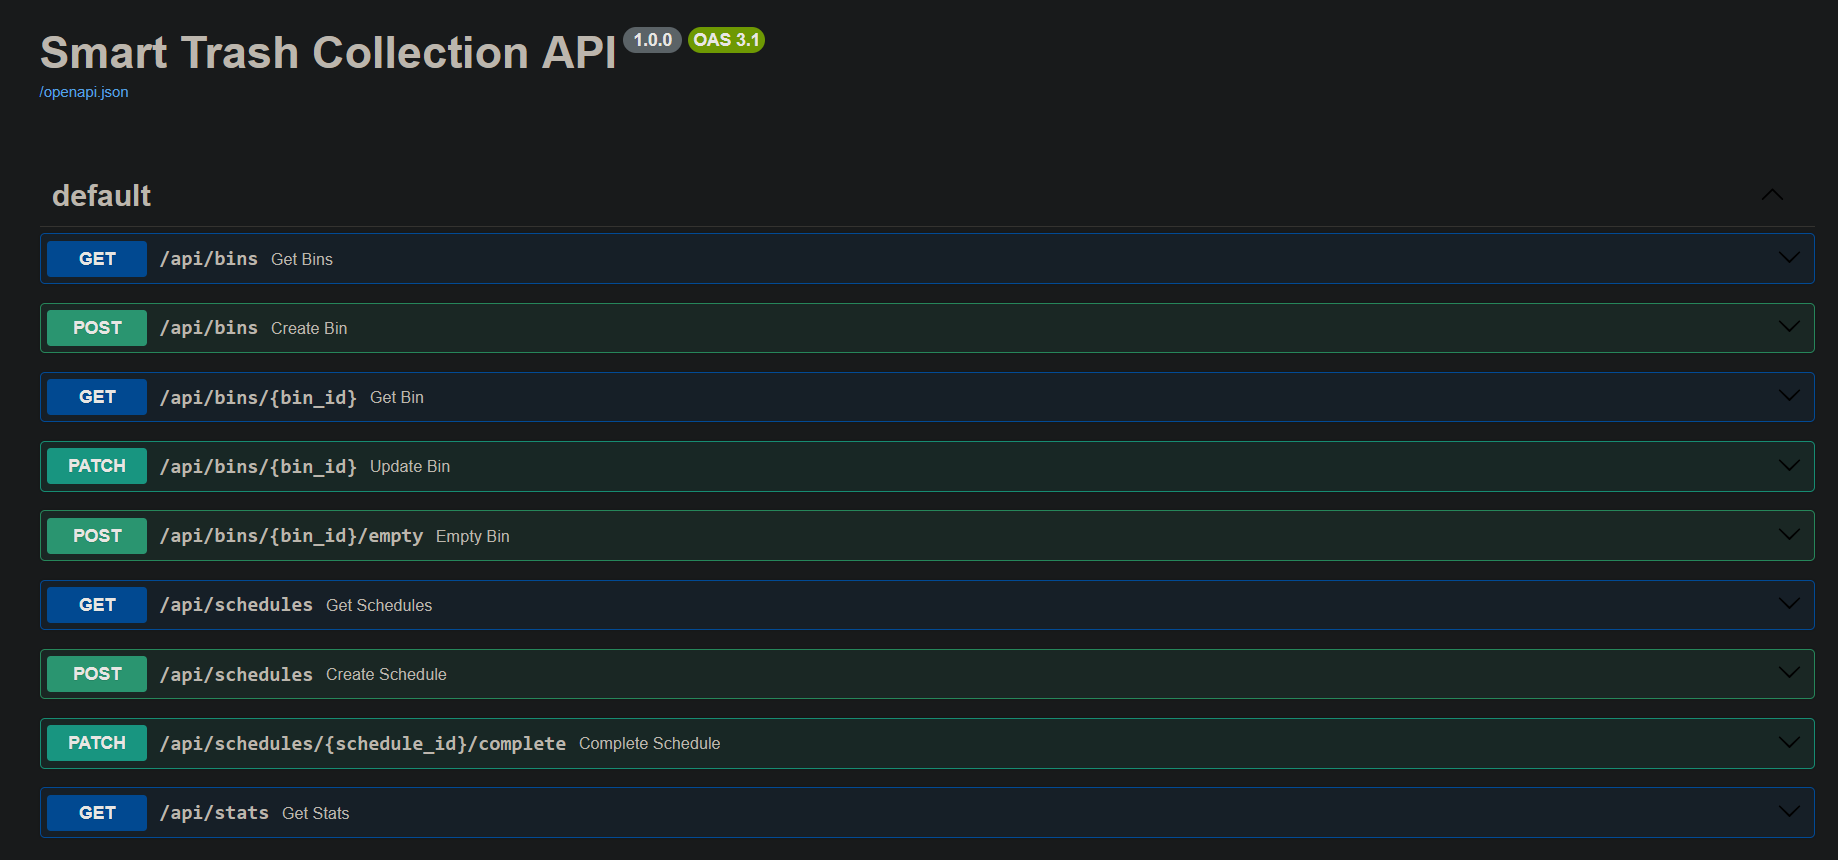 Smart Trash Collection API 1.0.0 OAS 3.1
/openapi.json
default
GET /api/bins Get Bins
POST /api/bins Create Bin
GET /api/bins/{bin_id} Get Bin
PATCH /api/bins/{bin_id} Update Bin
POST /api/bins/{bin_id}/empty Empty Bin
GET /api/schedules Get Schedules
POST /api/schedules Create Schedule
PATCH /api/schedules/{schedule_id}/complete Complete Schedule
GET /api/stats Get Stats